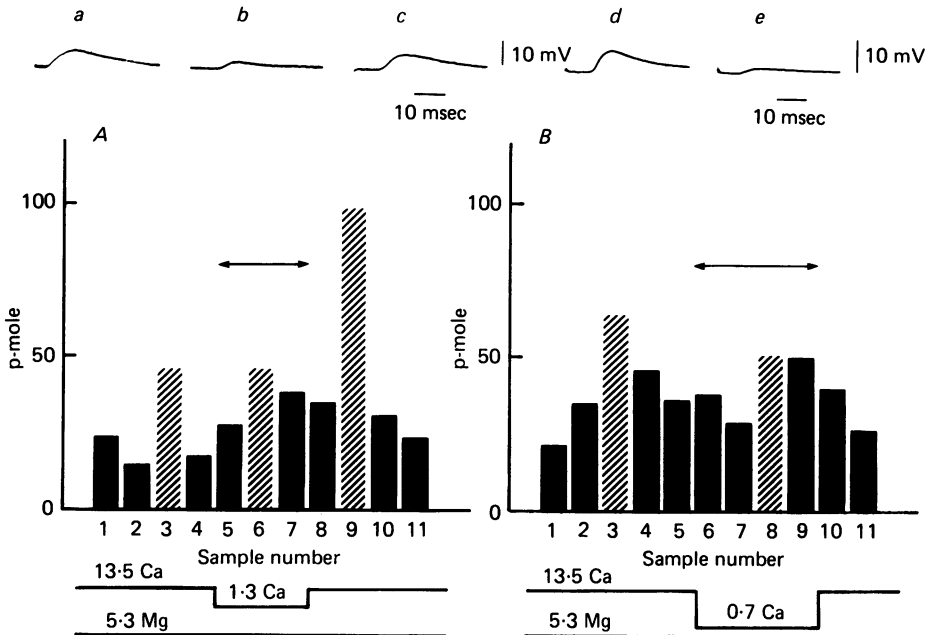 a b c d e
10 mV 10 mV
10 msec 10 msec
A B
100 100
p-mole p-mole
50 50
0 0
1 2 3 4 5 6 7 8 9 10 11 1 2 3 4 5 6 7 8 9 10 11
Sample number Sample number
13·5 Ca 1·3 Ca 13·5 Ca 0·7 Ca
5·3 Mg 5·3 Mg